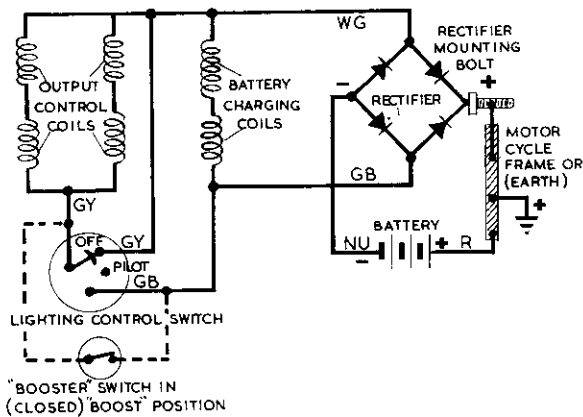 WG
RECTIFIER
MOUNTING
BOLT
−
+
OUTPUT
CONTROL
COILS
BATTERY
CHARGING
COILS
RECTIFIER
MOTOR
CYCLE
FRAME OR
(EARTH)
GY
GB
+
OFF
GY
PILOT
GB
BATTERY
NU
−
+
R
LIGHTING CONTROL SWITCH
"BOOSTER" SWITCH IN
(CLOSED) "BOOST" POSITION